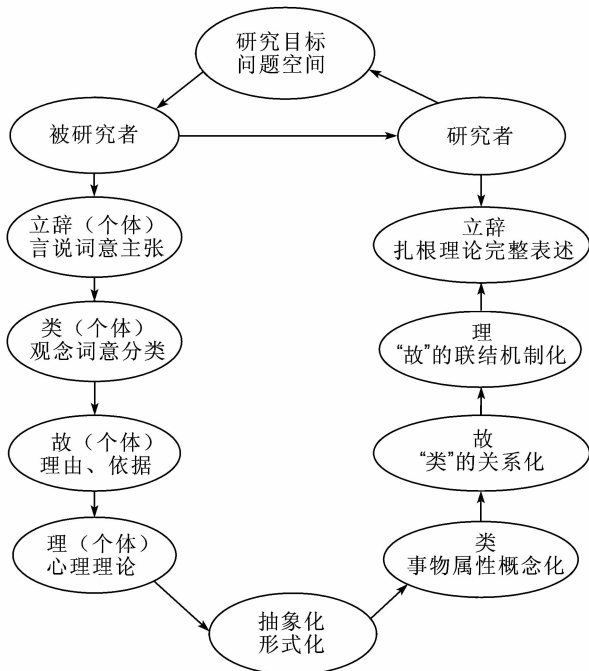 研究目标
问题空间
被研究者
研究者
立辞（个体）
言说词意主张
立辞
扎根理论完整表述
类（个体）
观念词意分类
理
“故”的联结机制化
故（个体）
理由、依据
故
“类”的关系化
理（个体）
心理理论
类
事物属性概念化
抽象化
形式化